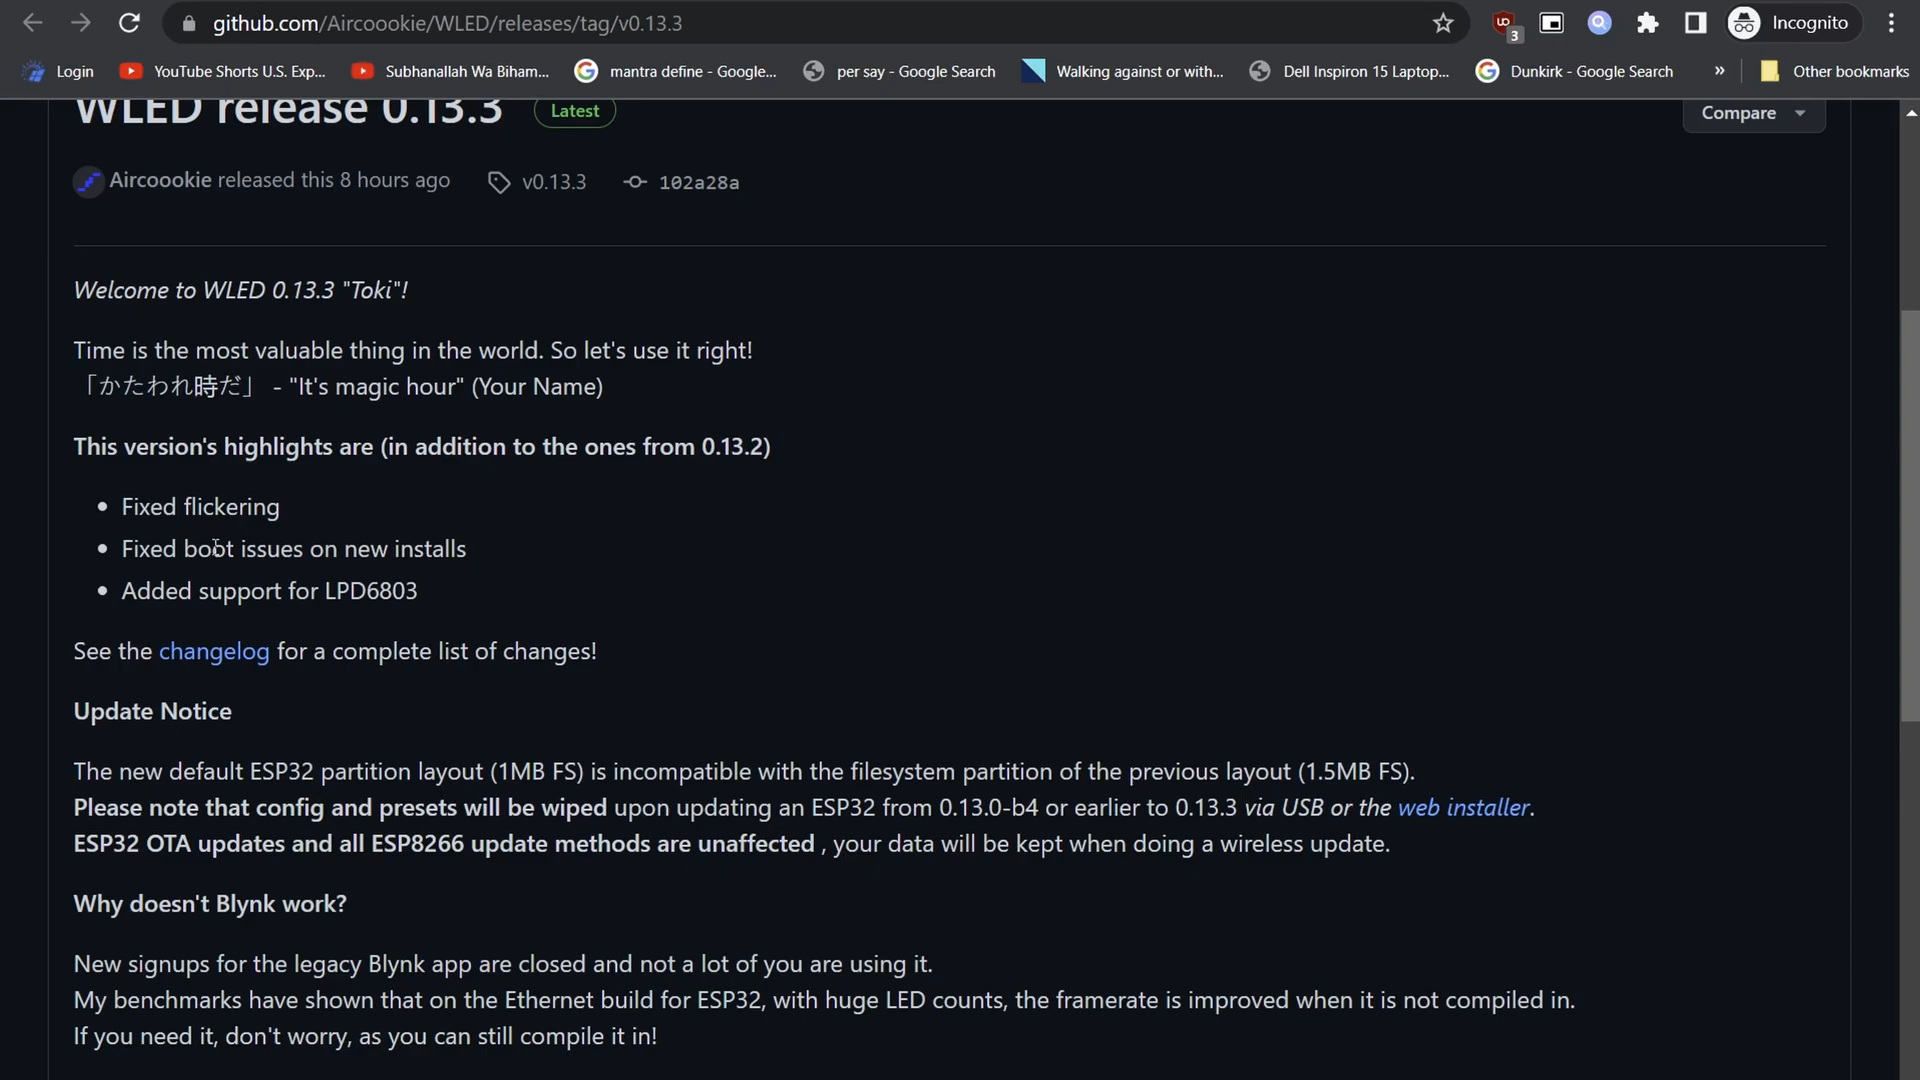 github.com/Aircoookie/WLED/releases/tag/v0.13.3
3
Incognito
Login
YouTube Shorts U.S. Exp...
Subhanallah Wa Biham...
mantra define - Google...
per say - Google Search
Walking against or with...
Dell Inspiron 15 Laptop...
Dunkirk - Google Search
»
Other bookmarks
WLED release 0.13.3 Latest
Compare
Aircoookie released this 8 hours ago v0.13.3 102a28a
Welcome to WLED 0.13.3 "Toki"!
Time is the most valuable thing in the world. So let's use it right!
「かたわれ時だ」 - "It's magic hour" (Your Name)
This version's highlights are (in addition to the ones from 0.13.2)
• Fixed flickering
• Fixed boot issues on new installs
• Added support for LPD6803
See the changelog for a complete list of changes!
Update Notice
The new default ESP32 partition layout (1MB FS) is incompatible with the filesystem partition of the previous layout (1.5MB FS).
Please note that config and presets will be wiped upon updating an ESP32 from 0.13.0-b4 or earlier to 0.13.3 via USB or the web installer.
ESP32 OTA updates and all ESP8266 update methods are unaffected , your data will be kept when doing a wireless update.
Why doesn't Blynk work?
New signups for the legacy Blynk app are closed and not a lot of you are using it.
My benchmarks have shown that on the Ethernet build for ESP32, with huge LED counts, the framerate is improved when it is not compiled in.
If you need it, don't worry, as you can still compile it in!